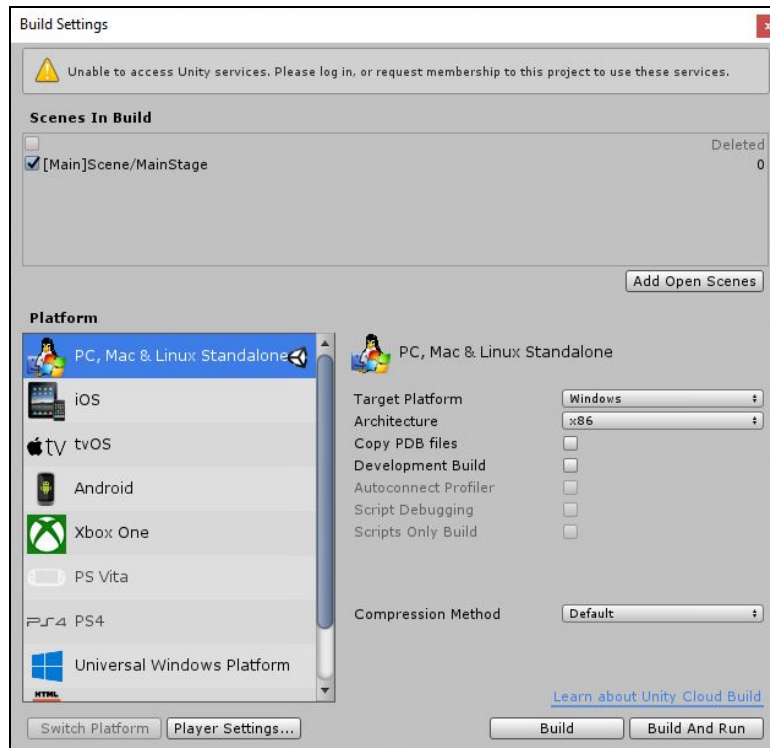 Build Settings
x
Unable to access Unity services. Please log in, or request membership to this project to use these services.
Scenes In Build
Deleted
[Main]Scene/MainStage 0
Add Open Scenes
Platform
PC, Mac & Linux Standalone
iOS
tv tvOS
Android
Xbox One
PS Vita
PS4 PS4
Universal Windows Platform
HTML
PC, Mac & Linux Standalone
Target Platform Windows
Architecture x86
Copy PDB files
Development Build
Autoconnect Profiler
Script Debugging
Scripts Only Build
Compression Method Default
Learn about Unity Cloud Build
Switch Platform Player Settings... Build Build And Run